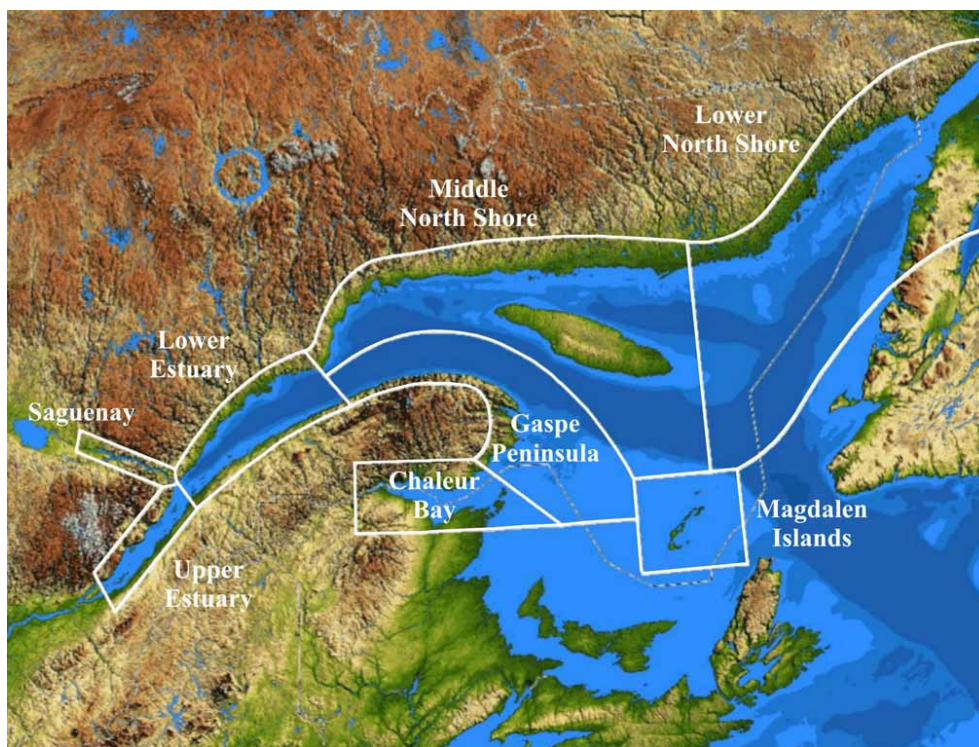 Lower
North Shore
Middle
North Shore
Lower
Estuary
Saguenay
Gaspe
Peninsula
Chaleur
Bay
Magdalen
Islands
Upper
Estuary